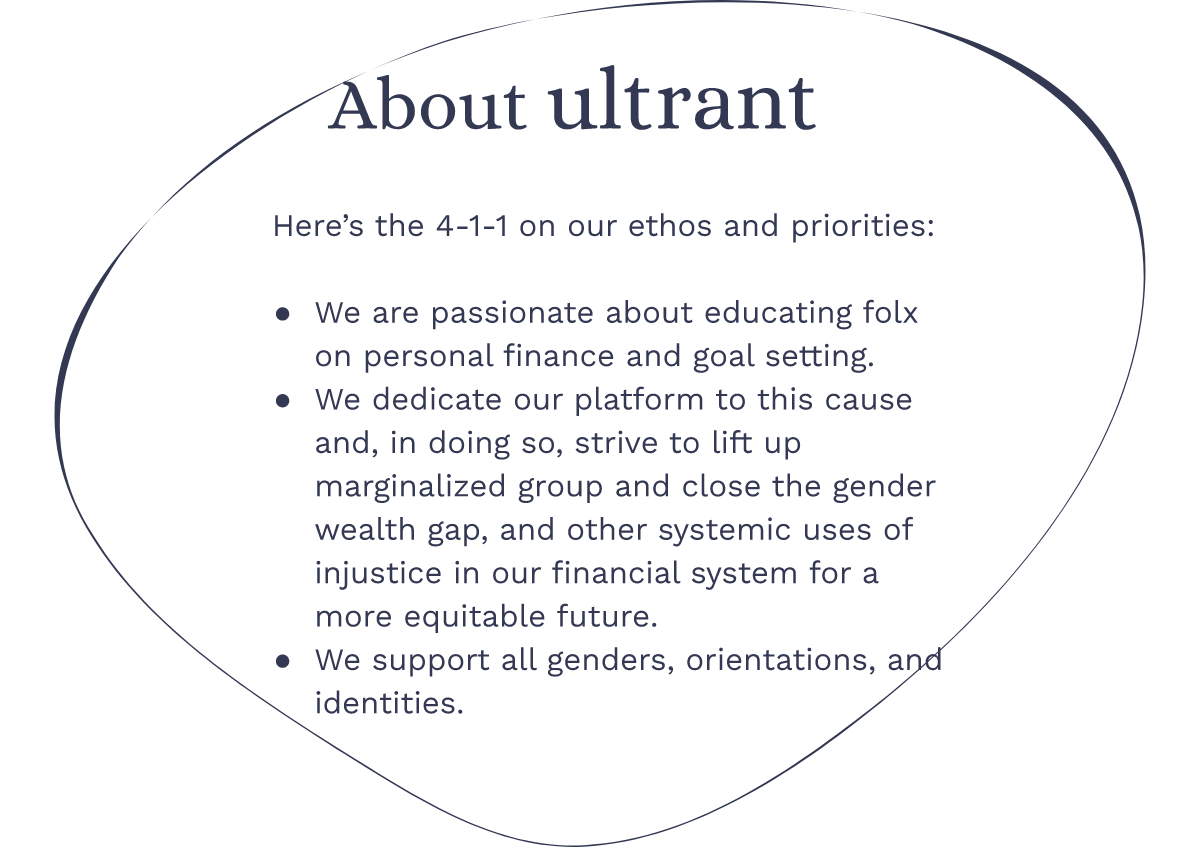 About ultrant
Here’s the 4-1-1 on our ethos and priorities:
● We are passionate about educating folx
on personal finance and goal setting.
● We dedicate our platform to this cause
and, in doing so, strive to lift up
marginalized group and close the gender
wealth gap, and other systemic uses of
injustice in our financial system for a
more equitable future.
● We support all genders, orientations, and
identities.